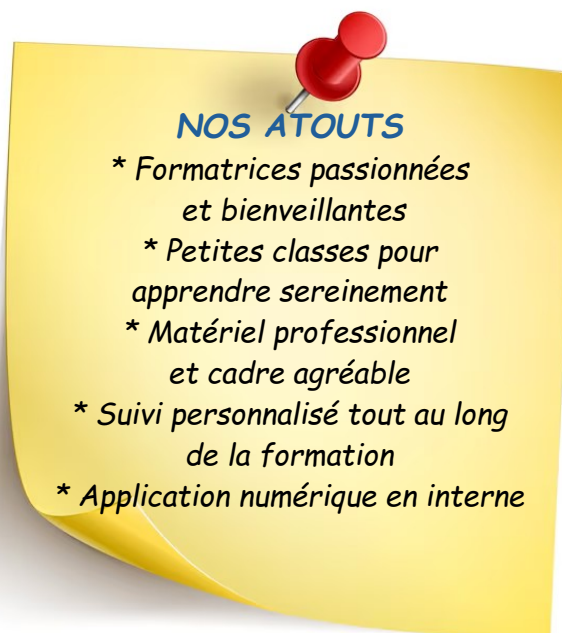 NOS ATOUTS
* Formatrices passionnées
et bienveillantes
* Petites classes pour
apprendre sereinement
* Matériel professionnel
et cadre agréable
* Suivi personnalisé tout au long
de la formation
* Application numérique en interne